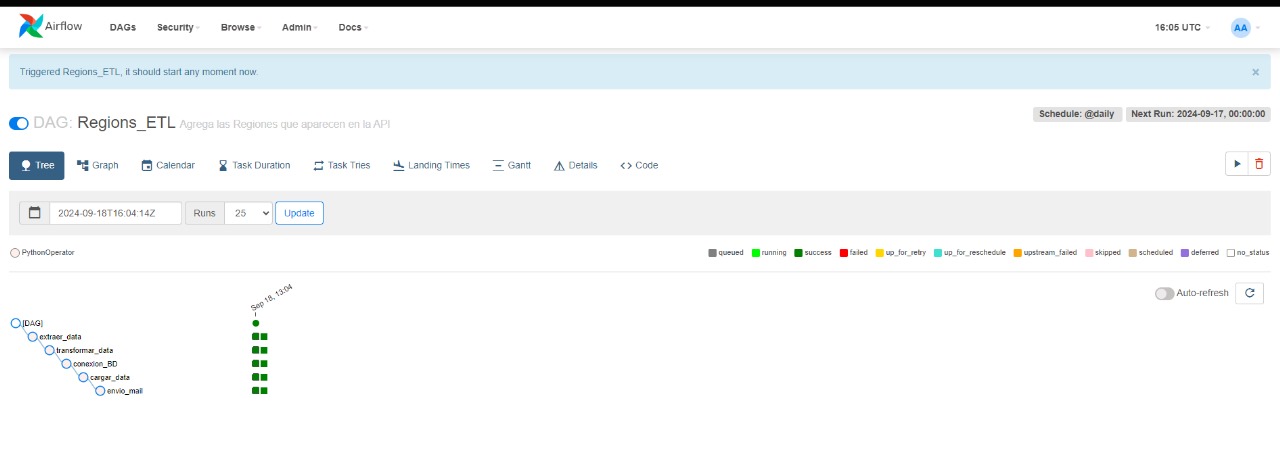 Airflow DAGs Security Browse Admin Docs 16:05 UTC AA
Triggered Regions_ETL, it should start any moment now. ×
DAG: Regions_ETL Agrega las Regiones que aparecen en la API Schedule: @daily Next Run: 2024-09-17, 00:00:00
Tree Graph Calendar Task Duration Task Tries Landing Times Gantt Details Code
2024-09-18T16:04:14Z Runs 25 Update
PythonOperator queued running success failed up_for_retry up_for_reschedule upstream_failed skipped scheduled deferred no_status
Auto-refresh
Sep 18, 13:04
[DAG]
extraer_data
transformar_data
conexion_BD
cargar_data
envio_mail